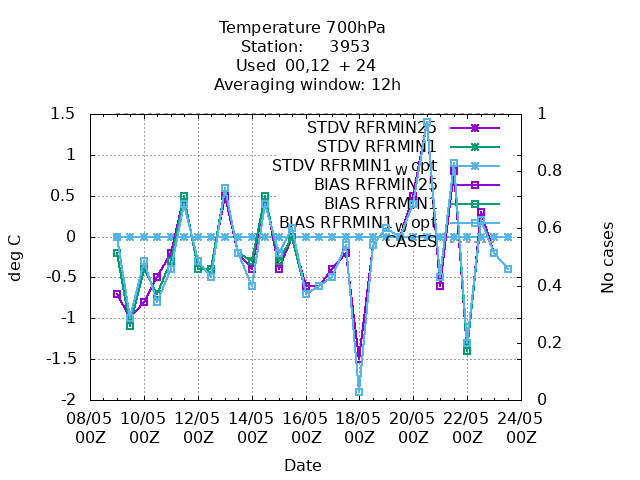 Temperature 700hPa
Station: 3953
Used 00,12 + 24
Averaging window: 12h
1.5
1
0.5
0
-0.5
-1
-1.5
-2
deg C
1
0.8
0.6
0.4
0.2
0
No cases
STDV RFRMIN25
STDV RFRMIN1
STDV RFRMIN1wopt
BIAS RFRMIN25
BIAS RFRMIN1
BIAS RFRMIN1wopt
CASES
08/05 10/05 12/05 14/05 16/05 18/05 20/05 22/05 24/05
00Z 00Z 00Z 00Z 00Z 00Z 00Z 00Z 00Z
Date